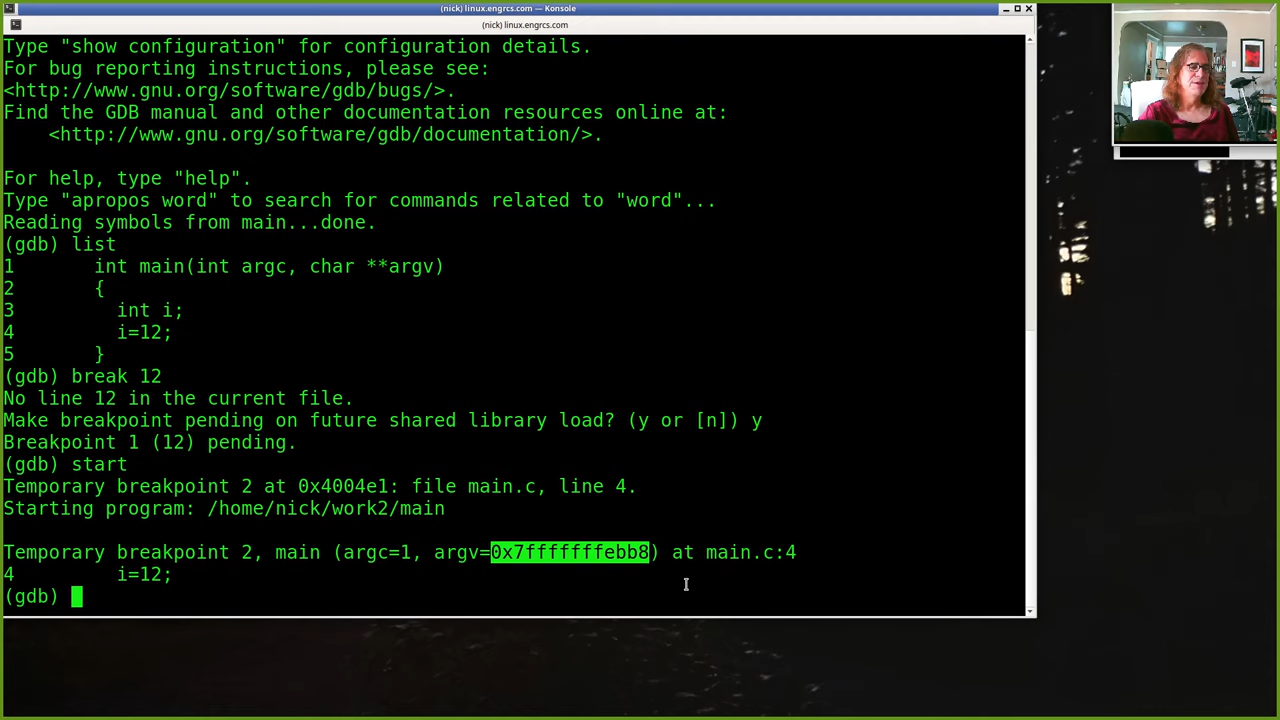 (nick) linux.engrcs.com — Konsole
(nick) linux.engrcs.com
Type "show configuration" for configuration details.
For bug reporting instructions, please see:
<http://www.gnu.org/software/gdb/bugs/>.
Find the GDB manual and other documentation resources online at:
    <http://www.gnu.org/software/gdb/documentation/>.
For help, type "help".
Type "apropos word" to search for commands related to "word"...
Reading symbols from main...done.
(gdb) list
1       int main(int argc, char **argv)
2       {
3         int i;
4         i=12;
5       }
(gdb) break 12
No line 12 in the current file.
Make breakpoint pending on future shared library load? (y or [n]) y
Breakpoint 1 (12) pending.
(gdb) start
Temporary breakpoint 2 at 0x4004e1: file main.c, line 4.
Starting program: /home/nick/work2/main
Temporary breakpoint 2, main (argc=1, argv=0x7fffffffebb8) at main.c:4
4         i=12;
(gdb)